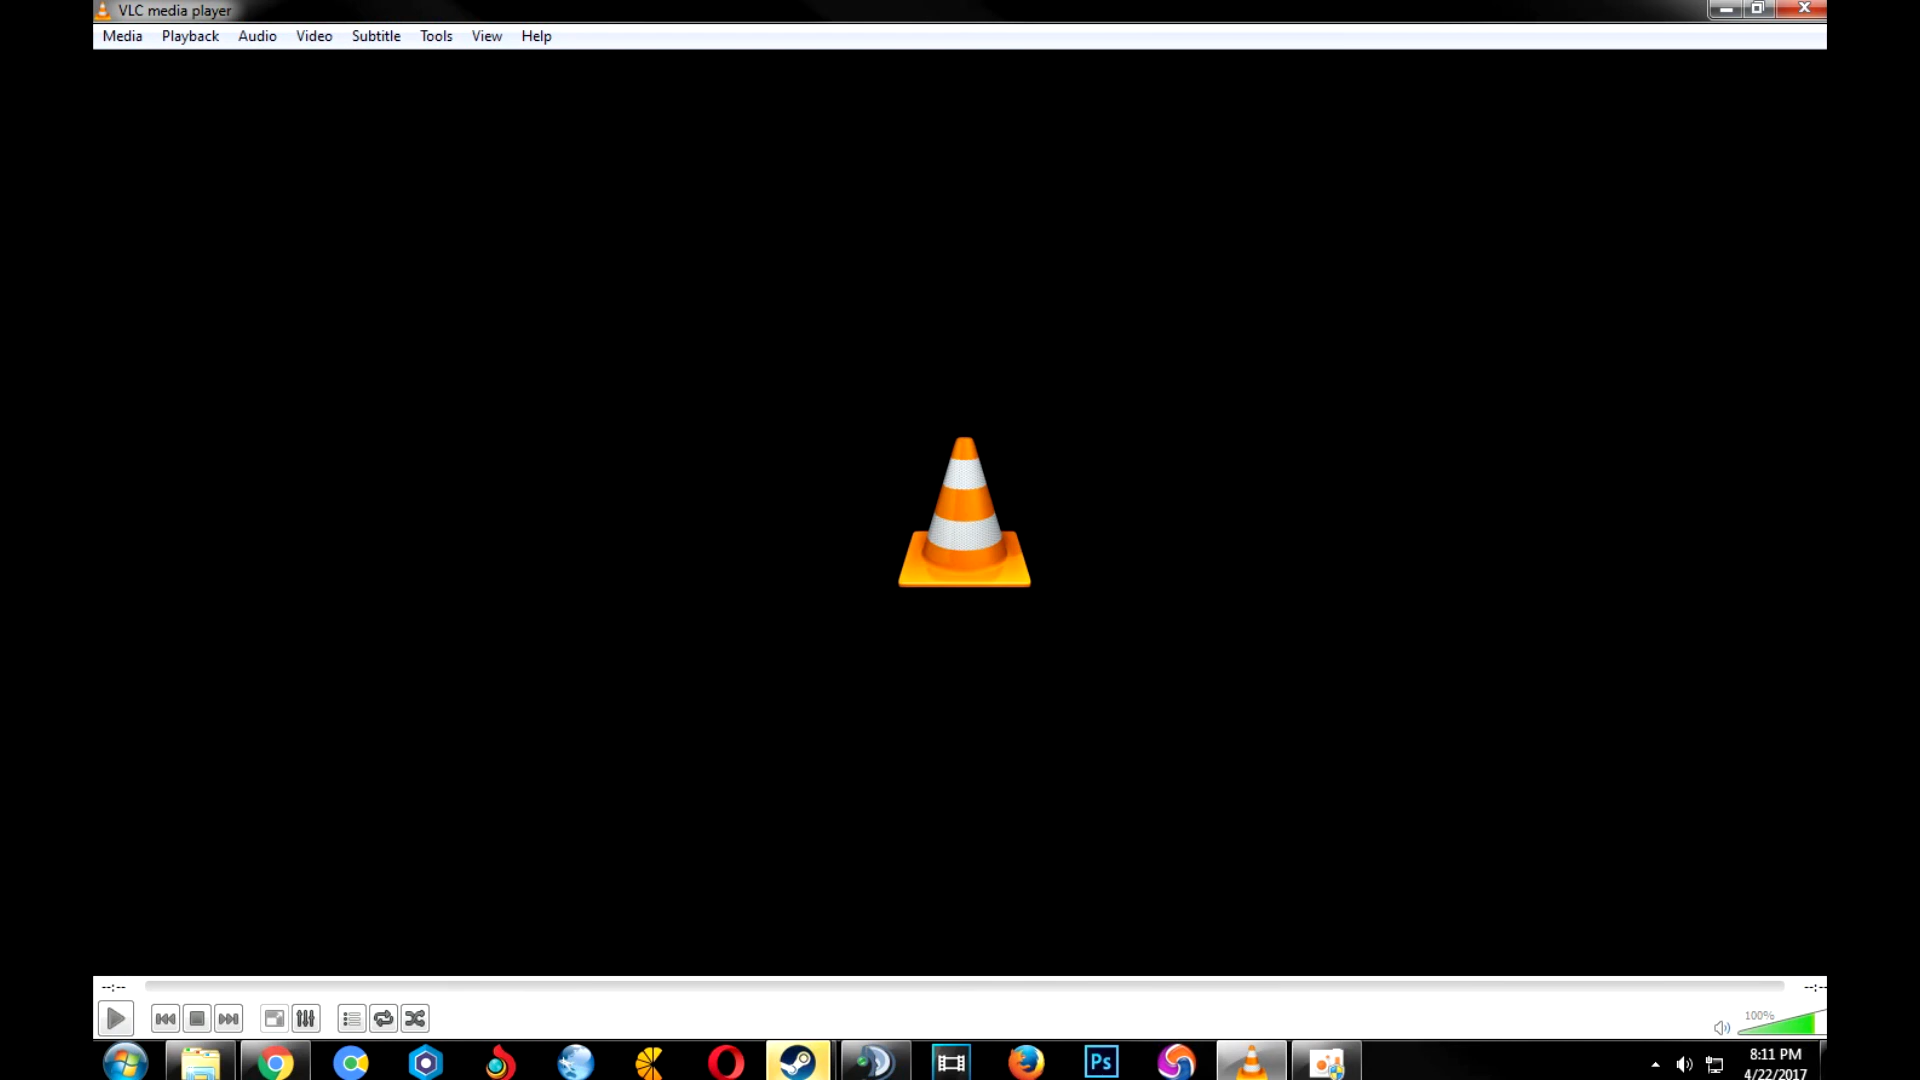 VLC media player
Media Playback Audio Video Subtitle Tools View Help
--:-- --:--
100%
Ps
8:11 PM
4/22/2017